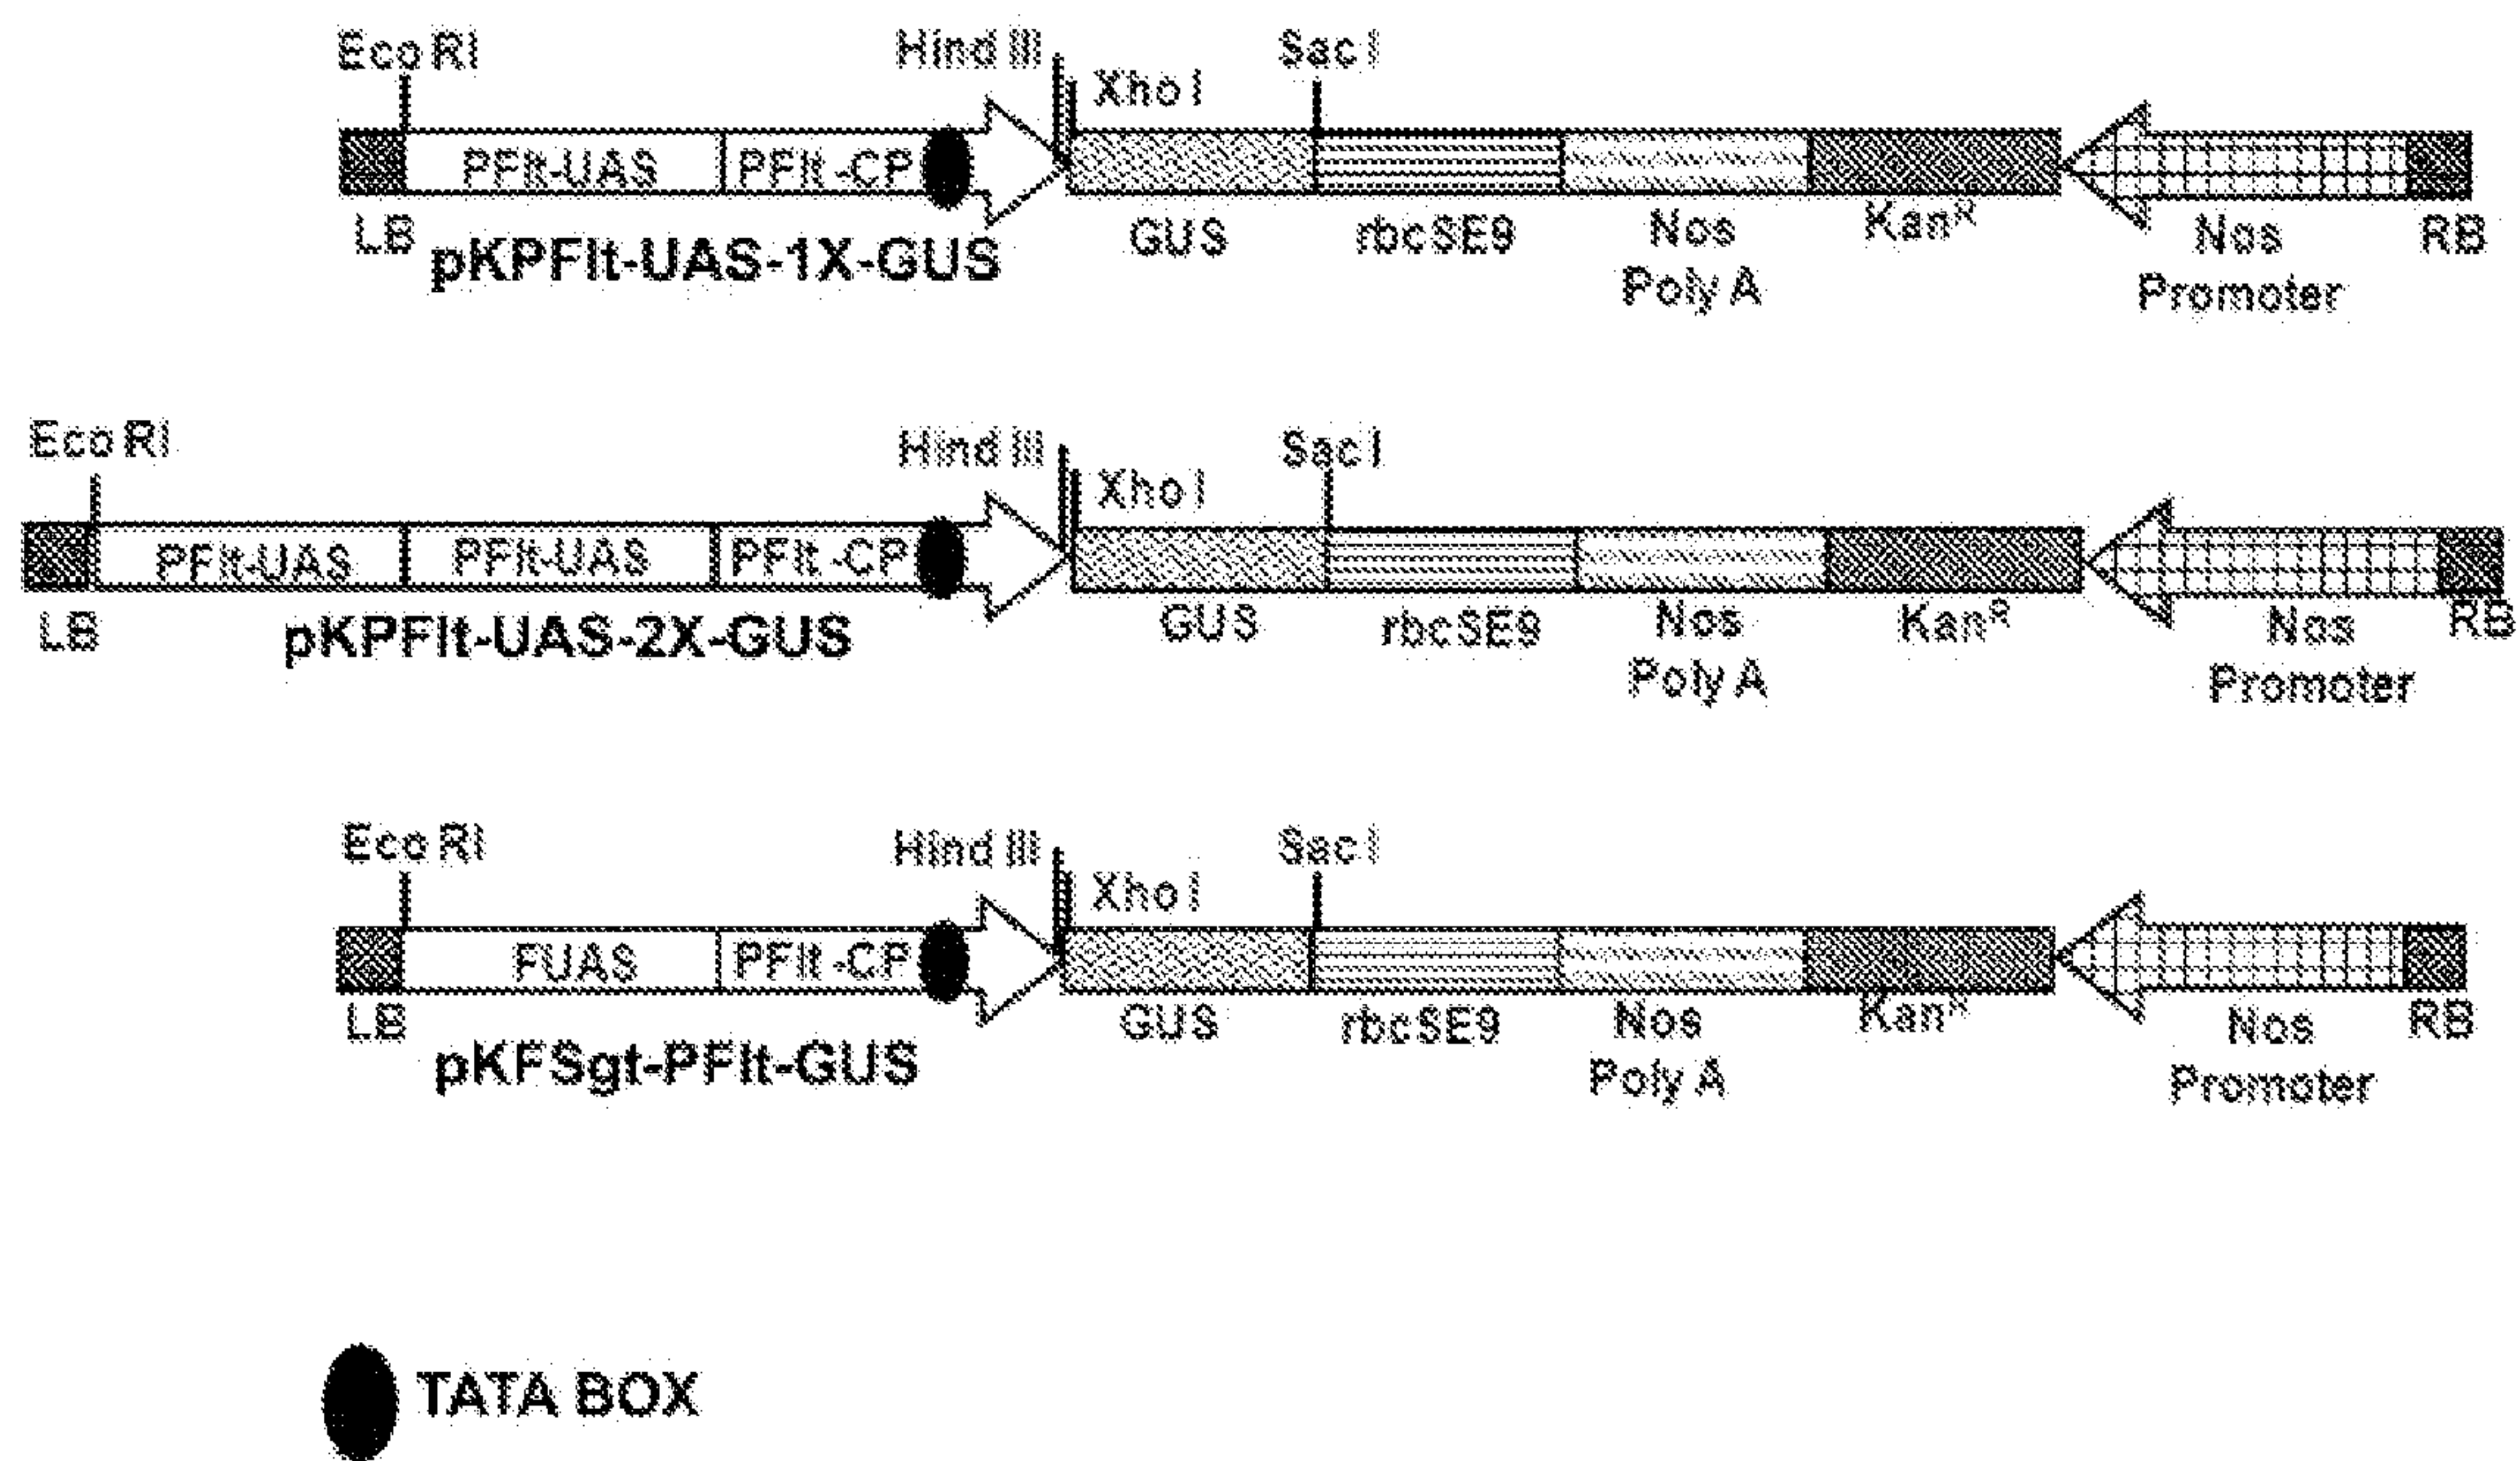 Eco RI Hind III Sac I
Xho I
PFlt-UAS PFlt -CP
LB GUS rbcSE9 Nos Kan^R Nos RB
pKPFlt-UAS-1X-GUS Poly A Promoter
Eco RI Hind III Sac I
Xho I
PFlt-UAS PFlt-UAS PFlt -CP
LB GUS rbcSE9 Nos Kan^R Nos RB
pKPFlt-UAS-2X-GUS Poly A Promoter
Eco RI Hind III Sac I
Xho I
FUAS PFlt -CP
LB GUS rbcSE9 Nos Kan^R Nos RB
pKFSgt-PFlt-GUS Poly A Promoter
TATA BOX